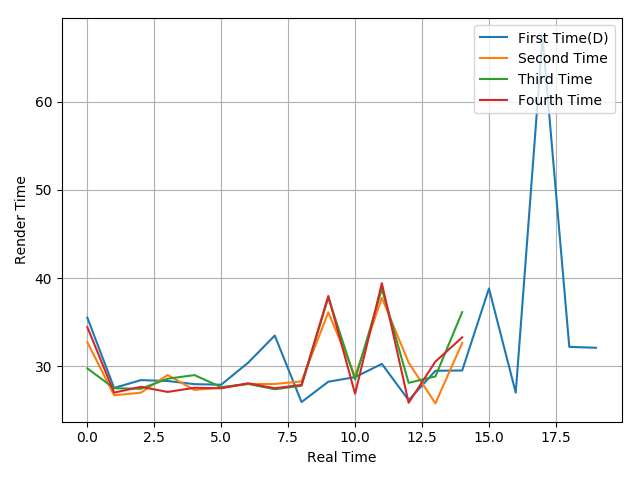 First Time(D)
Second Time
Third Time
Fourth Time
60
50
40
30
Render Time
0.0 2.5 5.0 7.5 10.0 12.5 15.0 17.5
Real Time